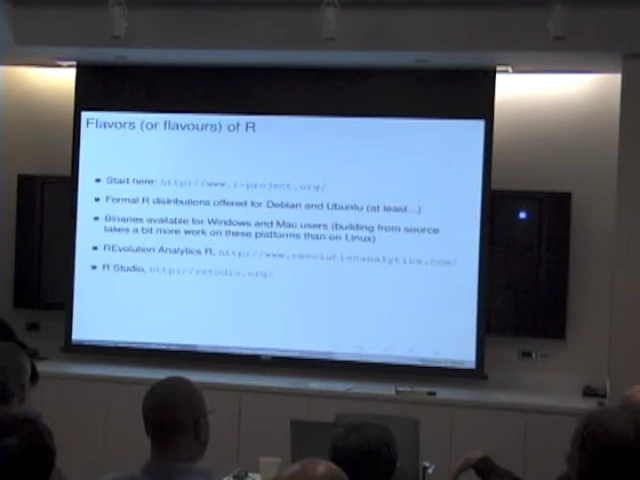 Flavors (or flavours) of R
Start here: http://www.r-project.org/
Formal R distributions offered for Debian and Ubuntu (at least...)
Binaries available for Windows and Mac users (building from source
takes a bit more work on these platforms than on Linux)
REvolution Analytics R, http://www.revolutionanalytics.com/
R Studio, http://rstudio.org/